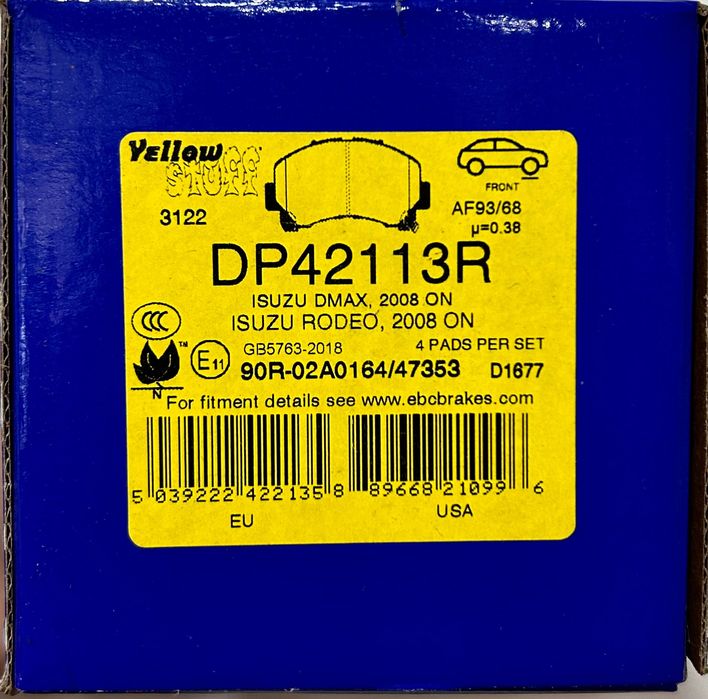 Yellow
STUFF
3122
FRONT
AF93/68
µ=0.38
DP42113R
ISUZU DMAX, 2008 ON
ISUZU RODEO, 2008 ON
GB5763-2018
4 PADS PER SET
CCC
TM
E11
90R-02A0164/47353
D1677
N
For fitment details see www.ebcbrakes.com
5 039222 422135
8 89668 21099 6
EU
USA